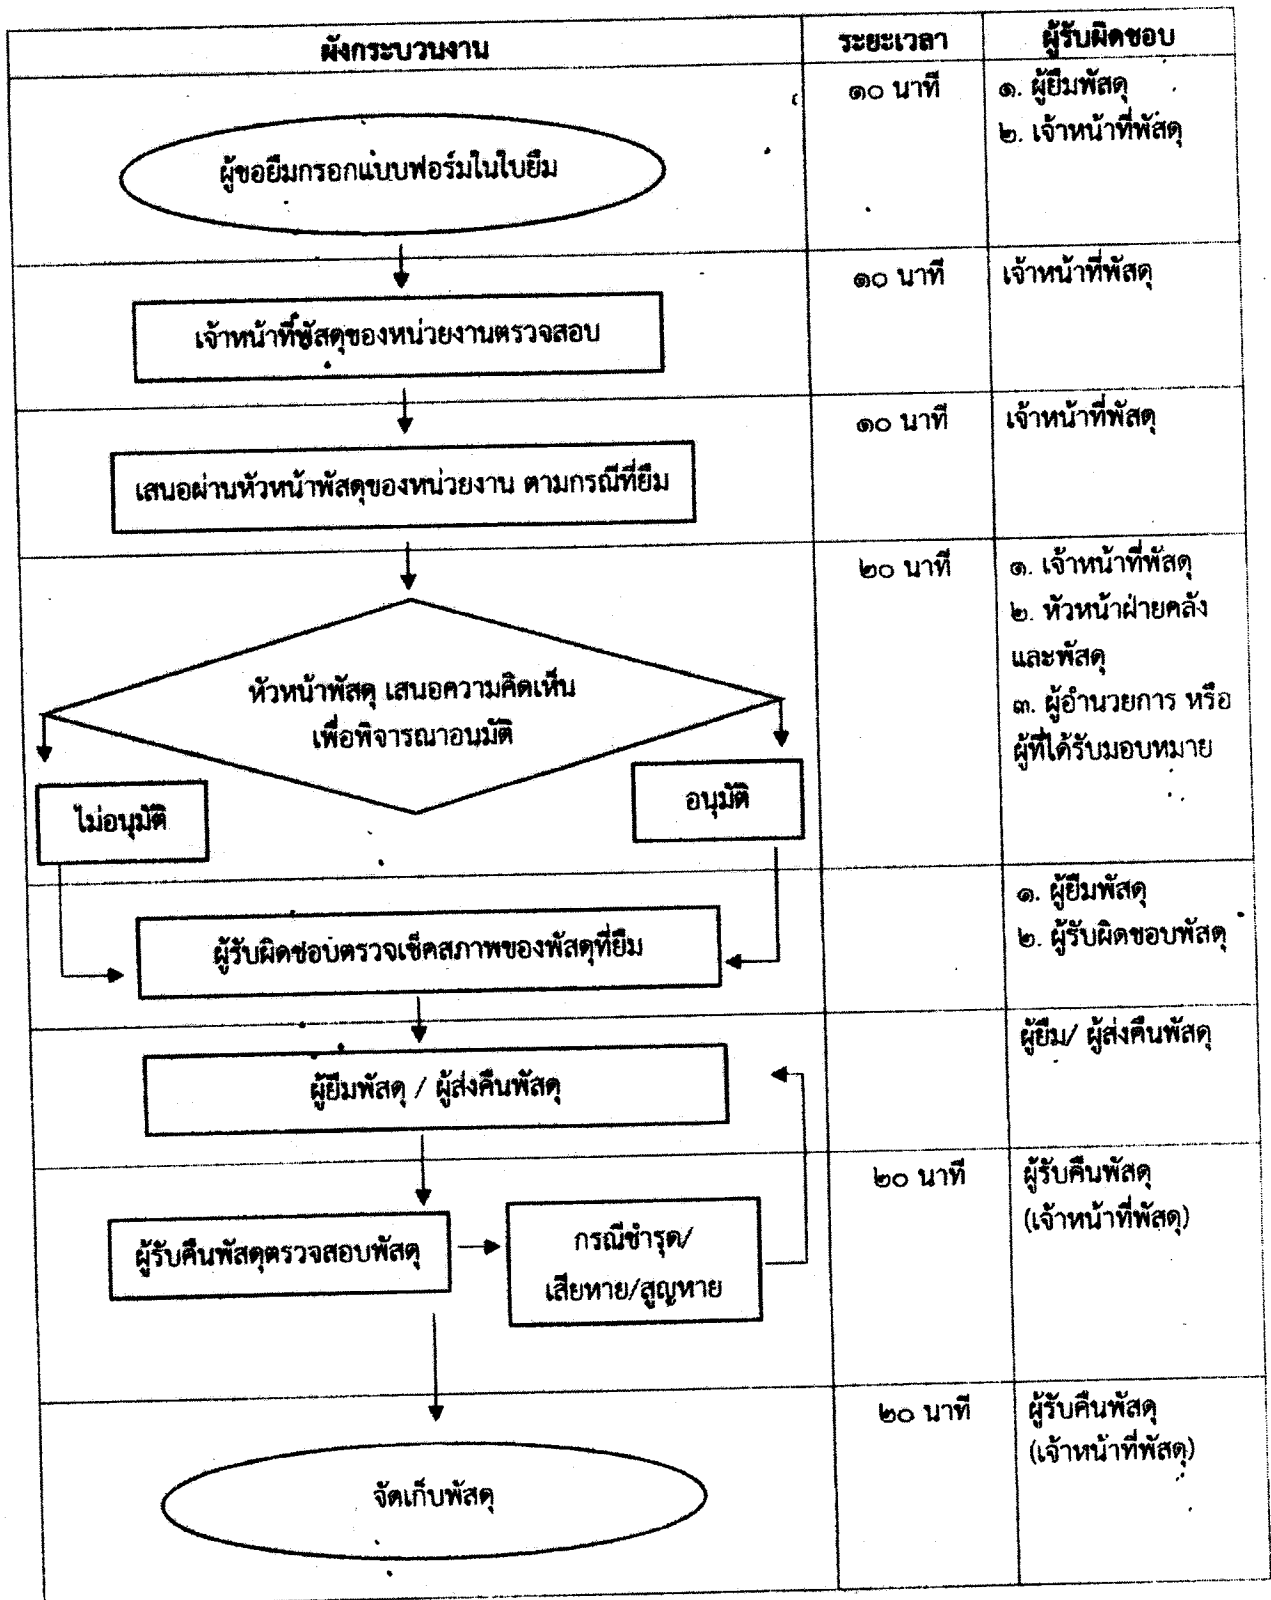 ผังกระบวนงาน ระยะเวลา ผู้รับผิดชอบ
ผู้ขอยืมกรอกแบบฟอร์มในใบยืม
๑๐ นาที
๑. ผู้ยืมพัสดุ
๒. เจ้าหน้าที่พัสดุ
เจ้าหน้าที่พัสดุของหน่วยงานตรวจสอบ
๑๐ นาที
เจ้าหน้าที่พัสดุ
เสนอผ่านหัวหน้าพัสดุของหน่วยงาน ตามกรณีที่ยืม
๑๐ นาที
เจ้าหน้าที่พัสดุ
หัวหน้าพัสดุ เสนอความคิดเห็น
เพื่อพิจารณาอนมัติ
ไม่อนุมัติ
อนุมัติ
๒๐ นาที
๑. เจ้าหน้าที่พัสดุ
๒. หัวหน้าฝ่ายคลัง
และพัสดุ
๓. ผู้อำนวยการ หรือ
ผู้ที่ได้รับมอบหมาย
ผู้รับผิดชอบตรวจเช็คสภาพของพัสดุที่ยืม
๑. ผู้ยืมพัสดุ
๒. ผู้รับผิดชอบพัสดุ
ผู้ยืมพัสดุ / ผู้ส่งคืนพัสดุ
ผู้ยืม/ ผู้ส่งคืนพัสดุ
ผู้รับคืนพัสดุตรวจสอบพัสดุ
กรณีชำรุด/
เสียหาย/สูญหาย
๒๐ นาที
ผู้รับคืนพัสดุ
(เจ้าหน้าที่พัสดุ)
จัดเก็บพัสดุ
๒๐ นาที
ผู้รับคืนพัสดุ
(เจ้าหน้าที่พัสดุ)